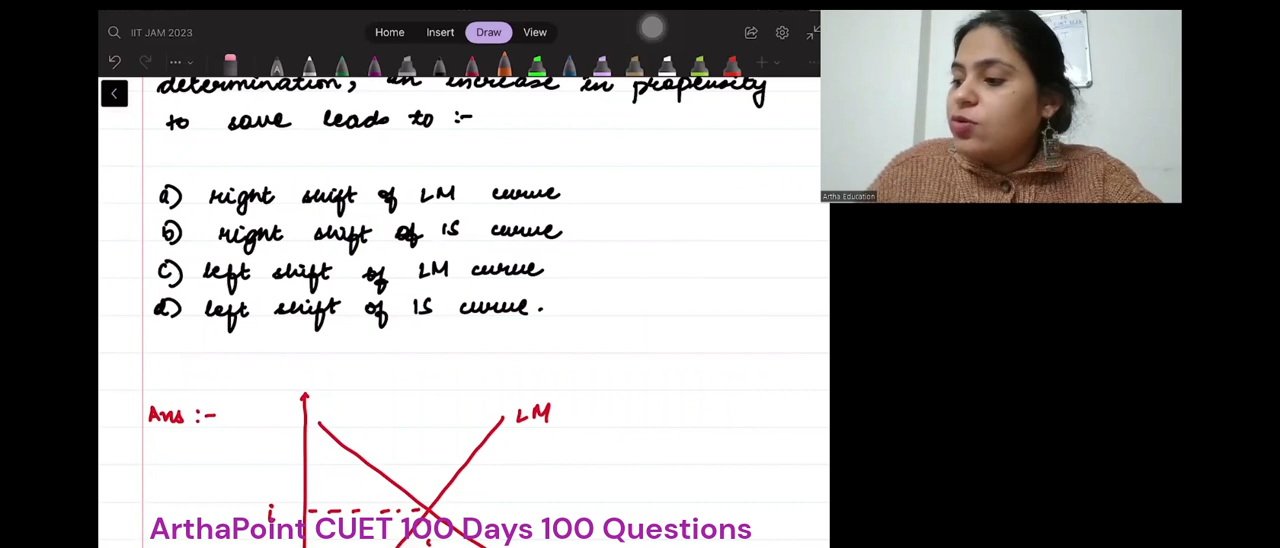 IIT JAM 2023
Home Insert Draw View
determination, an increase in propensity
to save leads to :-
a) right shift of LM curve
b) right shift of IS curve
c) left shift of LM curve
d) left shift of IS curve.
Artha Education
Ans :-
LM
i
ArthaPoint CUET 100 Days 100 Questions